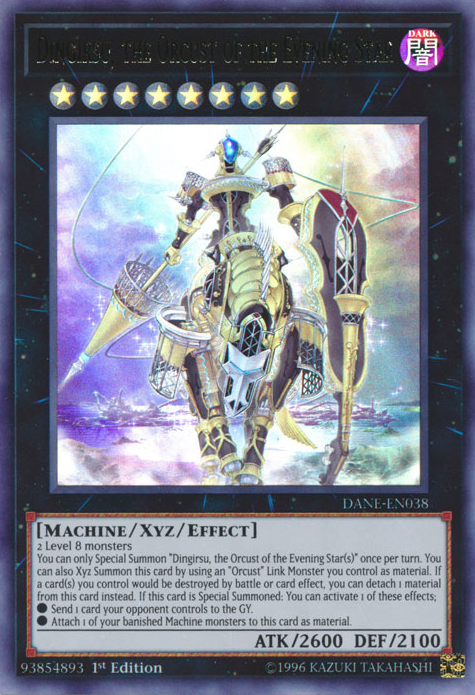 Dingirsu, the Orcust of the Evening Star
DARK
闇
DANE-EN038
[Machine/Xyz/Effect]
2 Level 8 monsters
You can only Special Summon "Dingirsu, the Orcust of the Evening Star(s)" once per turn. You
can also Xyz Summon this card by using an "Orcust" Link Monster you control as material. If
a card(s) you control would be destroyed by battle or card effect, you can detach 1 material
from this card instead. If this card is Special Summoned: You can activate 1 of these effects;
● Send 1 card your opponent controls to the GY.
● Attach 1 of your banished Machine monsters to this card as material.
ATK/2600 DEF/2100
93854893 1st Edition ©1996 KAZUKI TAKAHASHI